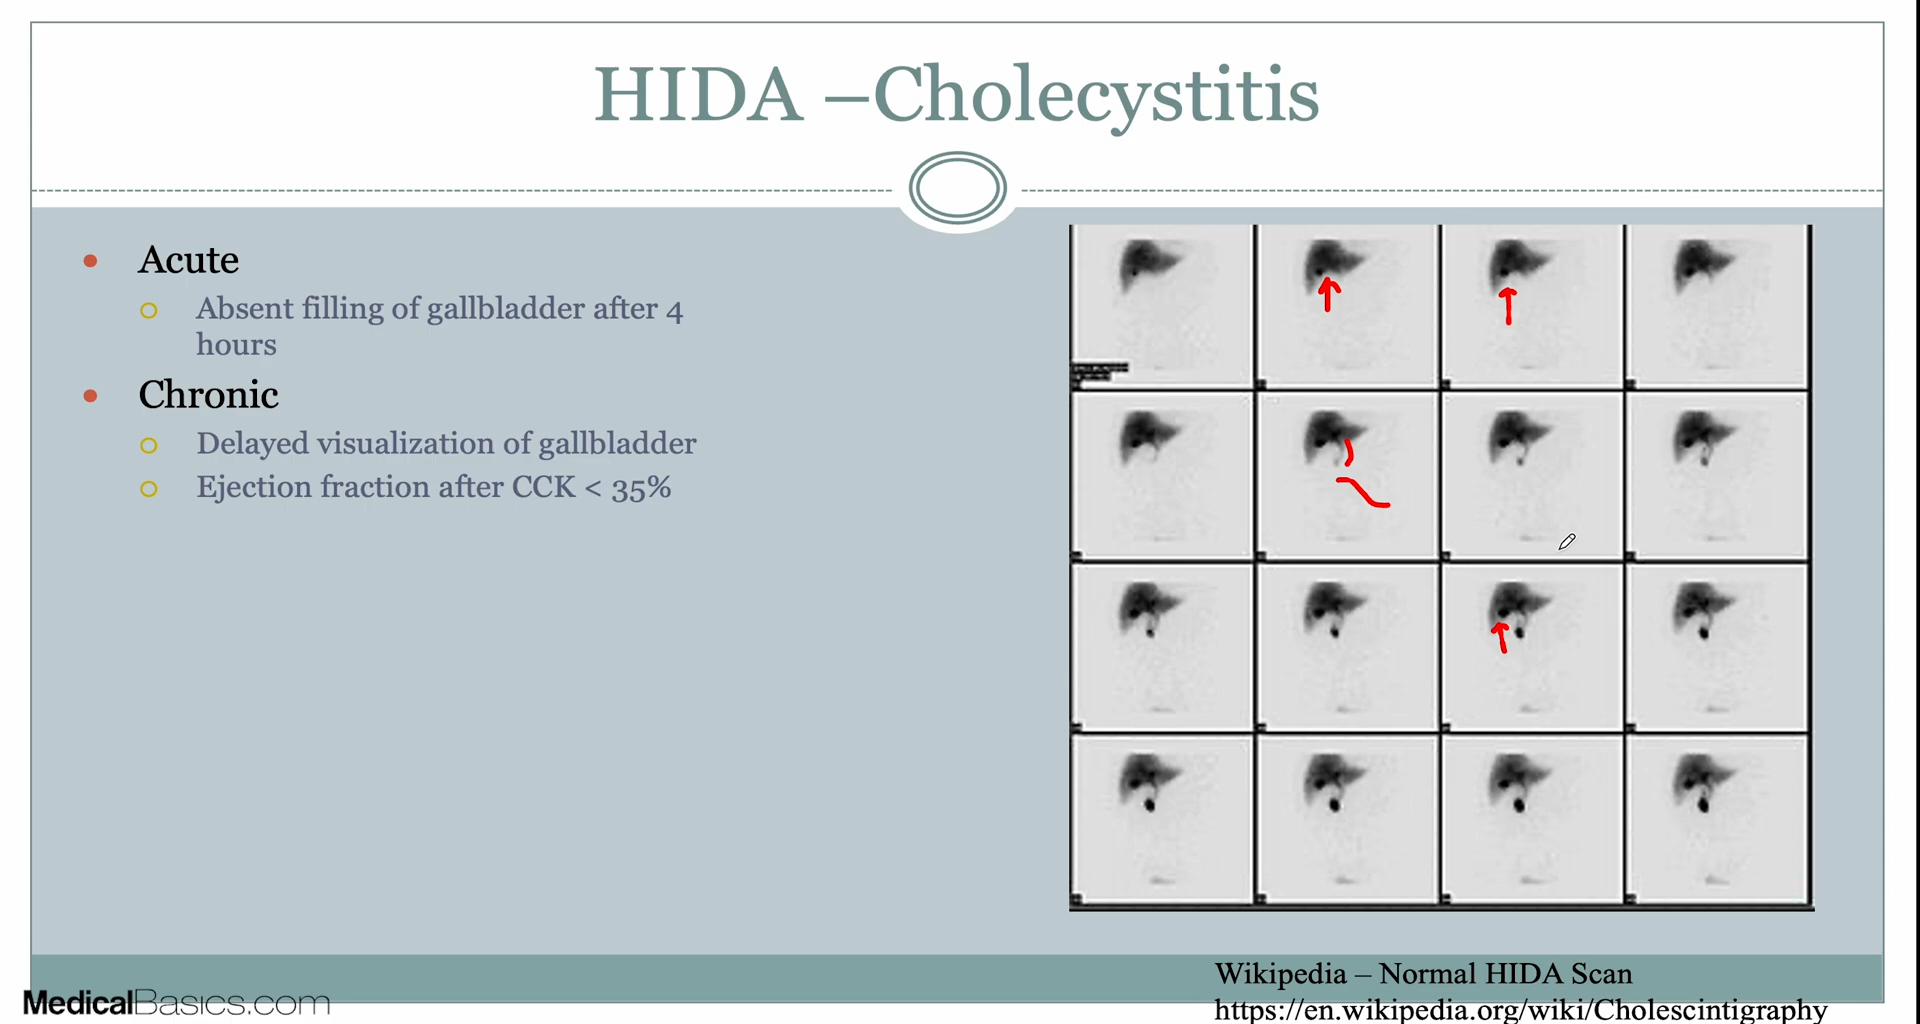 HIDA –Cholecystitis
Acute
Absent filling of gallbladder after 4
hours
Chronic
Delayed visualization of gallbladder
Ejection fraction after CCK < 35%
Wikipedia – Normal HIDA Scan
https://en.wikipedia.org/wiki/Cholescintigraphy
MedicalBasics.com